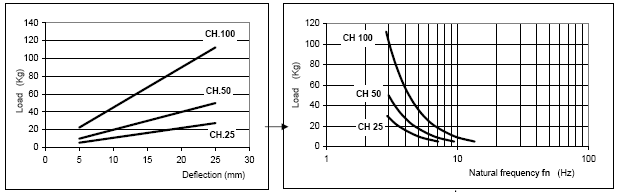 140
120
100
80
60
40
20
0
Load (Kg)
CH.100
CH.50
CH.25
0 5 10 15 20 25 30
Deflection (mm)
120
100
80
60
40
20
0
Load (Kg)
CH 100
CH 50
CH 25
1 10 100
Natural frequency fn (Hz)